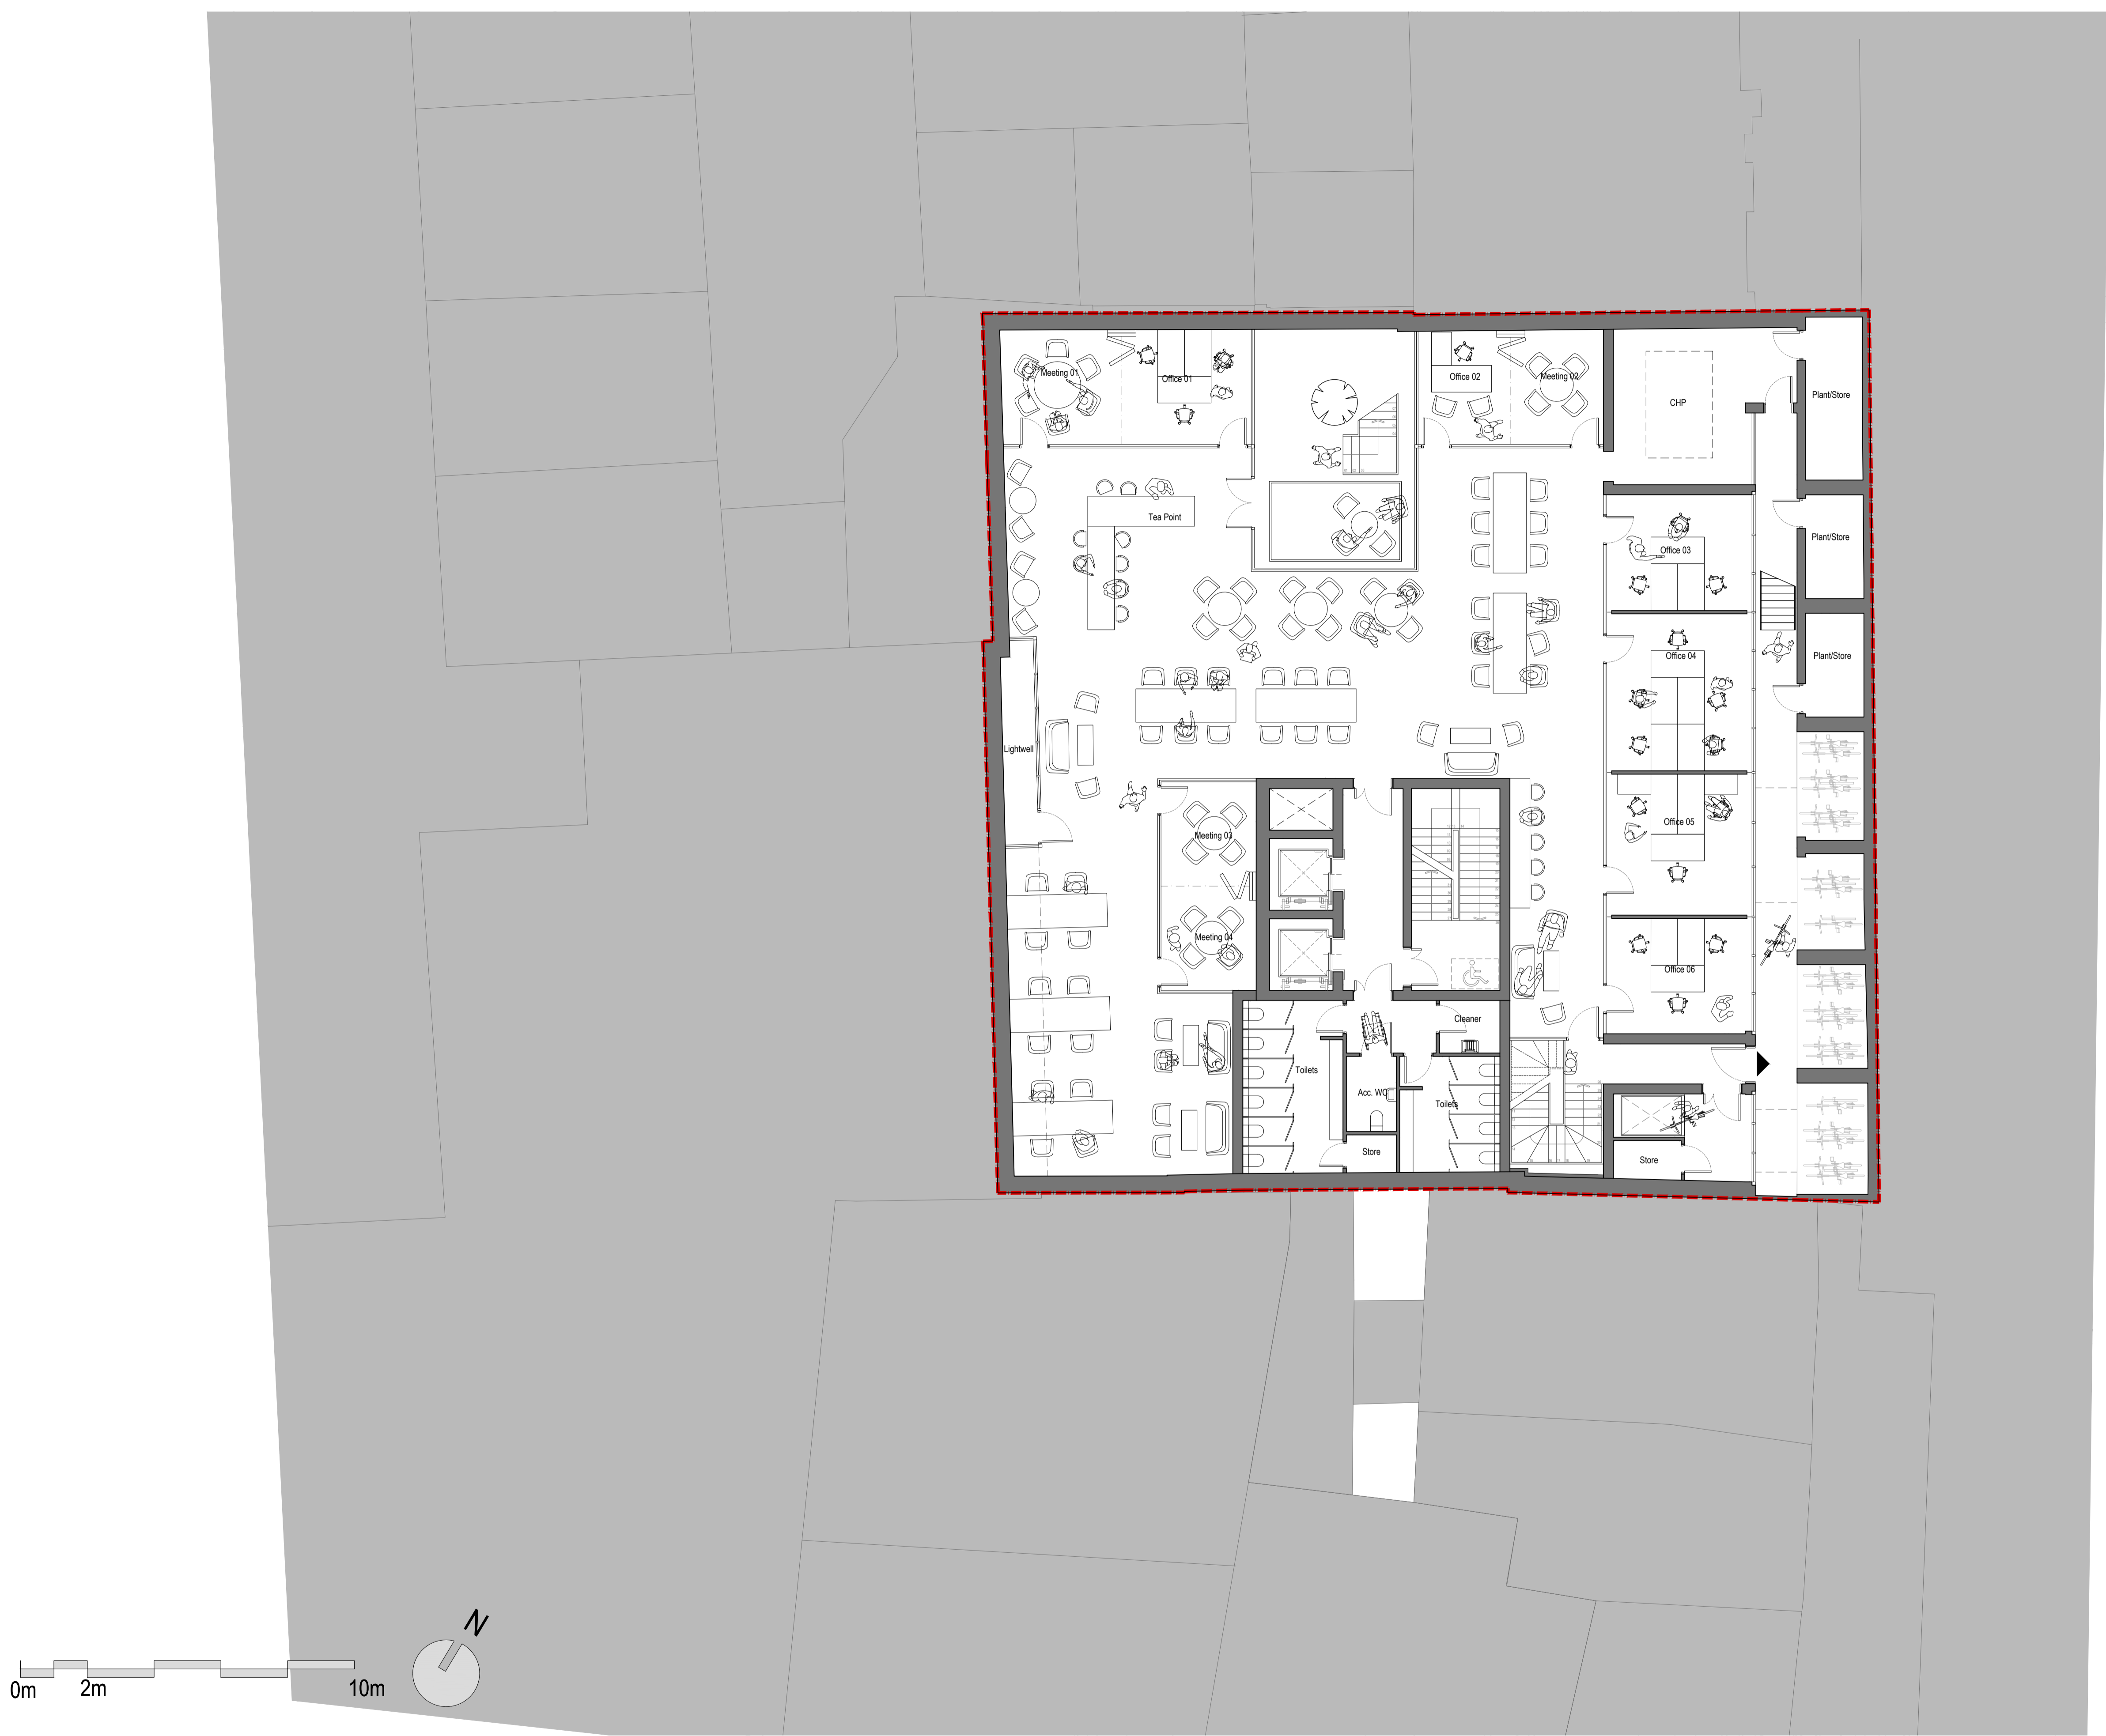 Meeting 01
Office 01
Office 02
Meeting 02
CHP
Plant/Store
Tea Point
Office 03
Plant/Store
Office 04
Plant/Store
Lightwell
Meeting 03
Office 05
Meeting 04
Office 06
Cleaner
Toilets
Acc. WC
Toilets
Store
Store
N
0m
2m
10m